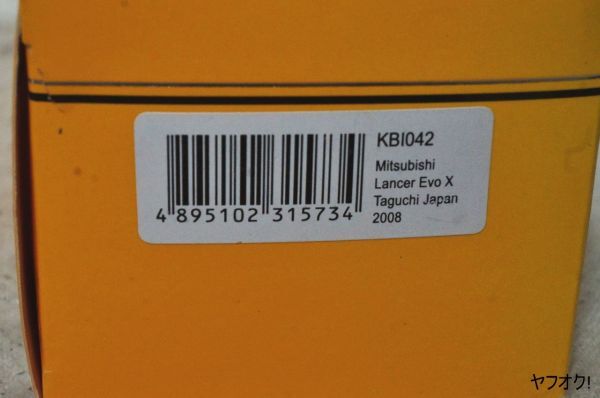 KBI042
Mitsubishi
Lancer Evo X
Taguchi Japan
2008
4 895102 315734
ヤフオク!